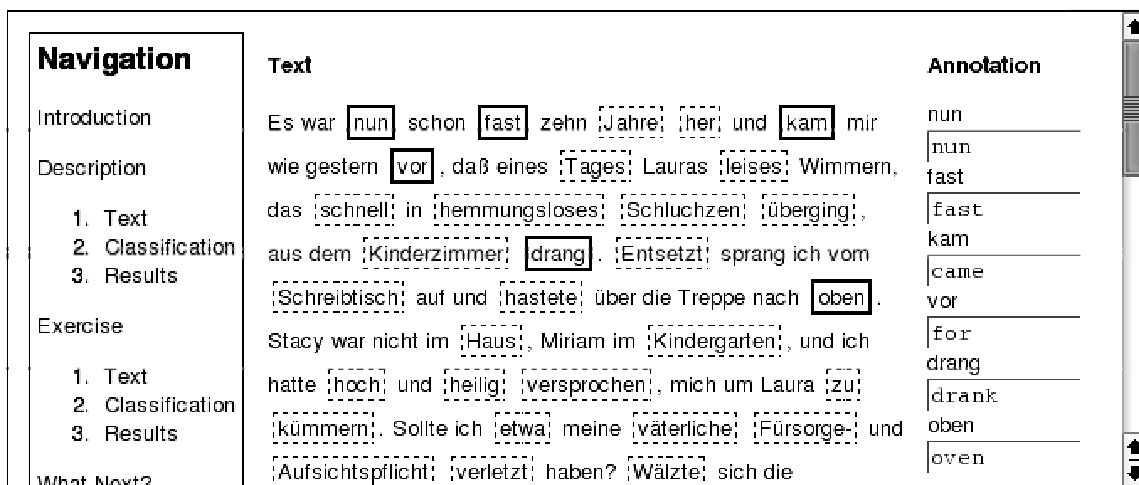 Navigation
Introduction
Description
1. Text
2. Classification
3. Results
Exercise
1. Text
2. Classification
3. Results
What Next?
Text
Es war nun schon fast zehn Jahre her und kam mir
wie gestern vor, daß eines Tages Lauras leises Wimmern,
das schnell in hemmungsloses Schluchzen überging,
aus dem Kinderzimmer drang. Entsetzt sprang ich vom
Schreibtisch auf und hastete über die Treppe nach oben.
Stacy war nicht im Haus, Miriam im Kindergarten, und ich
hatte hoch und heilig versprochen, mich um Laura zu
kümmern. Sollte ich etwa meine väterliche Fürsorge- und
Aufsichtspflicht verletzt haben? Wälzte sich die
Annotation
nun
nun
fast
fast
kam
came
vor
for
drang
drank
oben
oven